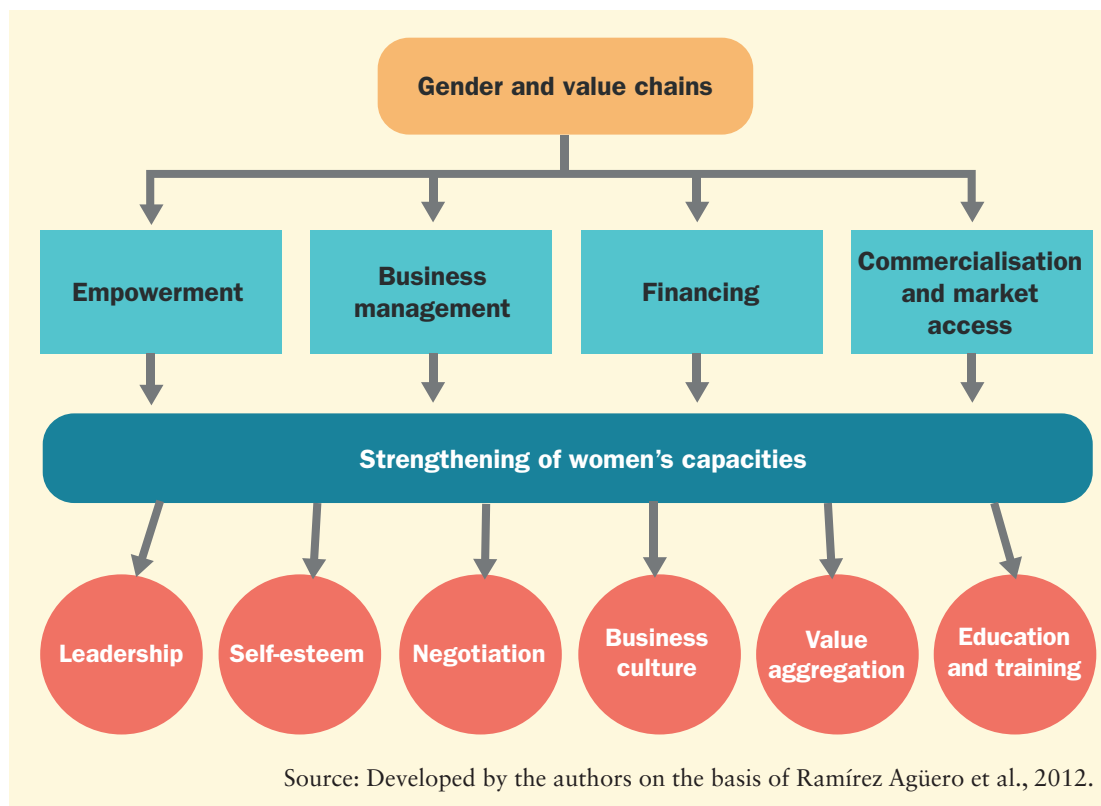 Gender and value chains
Empowerment
Business
management
Financing
Commercialisation
and market
access
Strengthening of women’s capacities
Leadership
Self-esteem
Negotiation
Business
culture
Value
aggregation
Education
and training
Source: Developed by the authors on the basis of Ramírez Agüero et al., 2012.